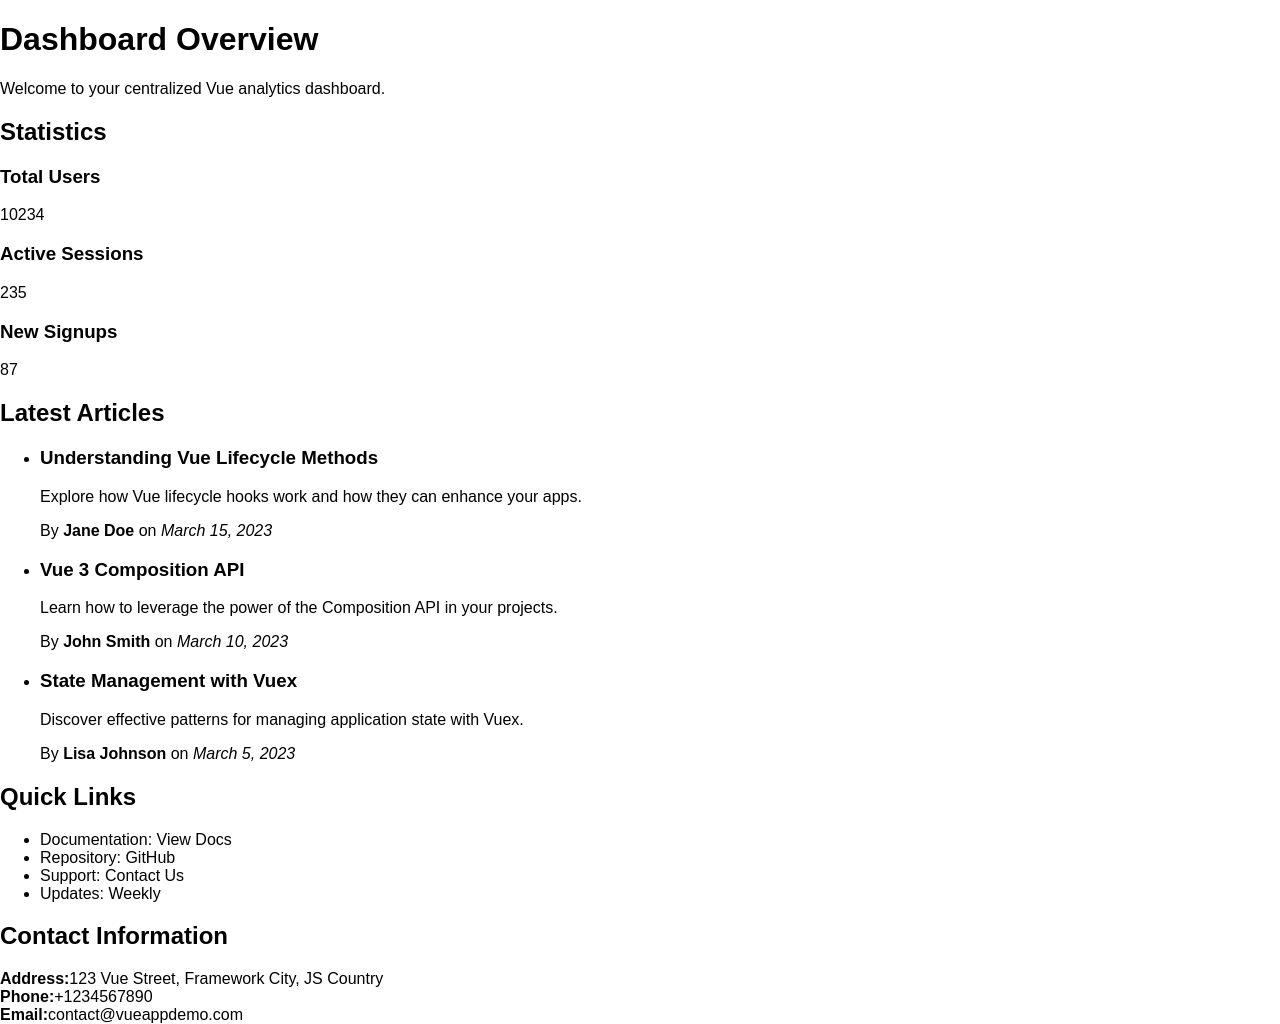 Dashboard Overview
Welcome to your centralized Vue analytics dashboard.
Statistics
Total Users
10234
Active Sessions
235
New Signups
87
Latest Articles
Understanding Vue Lifecycle Methods
Explore how Vue lifecycle hooks work and how they can enhance your apps.
By Jane Doe on March 15, 2023
Vue 3 Composition API
Learn how to leverage the power of the Composition API in your projects.
By John Smith on March 10, 2023
State Management with Vuex
Discover effective patterns for managing application state with Vuex.
By Lisa Johnson on March 5, 2023
Quick Links
Documentation: View Docs
Repository: GitHub
Support: Contact Us
Updates: Weekly
Contact Information
Address:123 Vue Street, Framework City, JS Country
Phone:+1234567890
Email:contact@vueappdemo.com